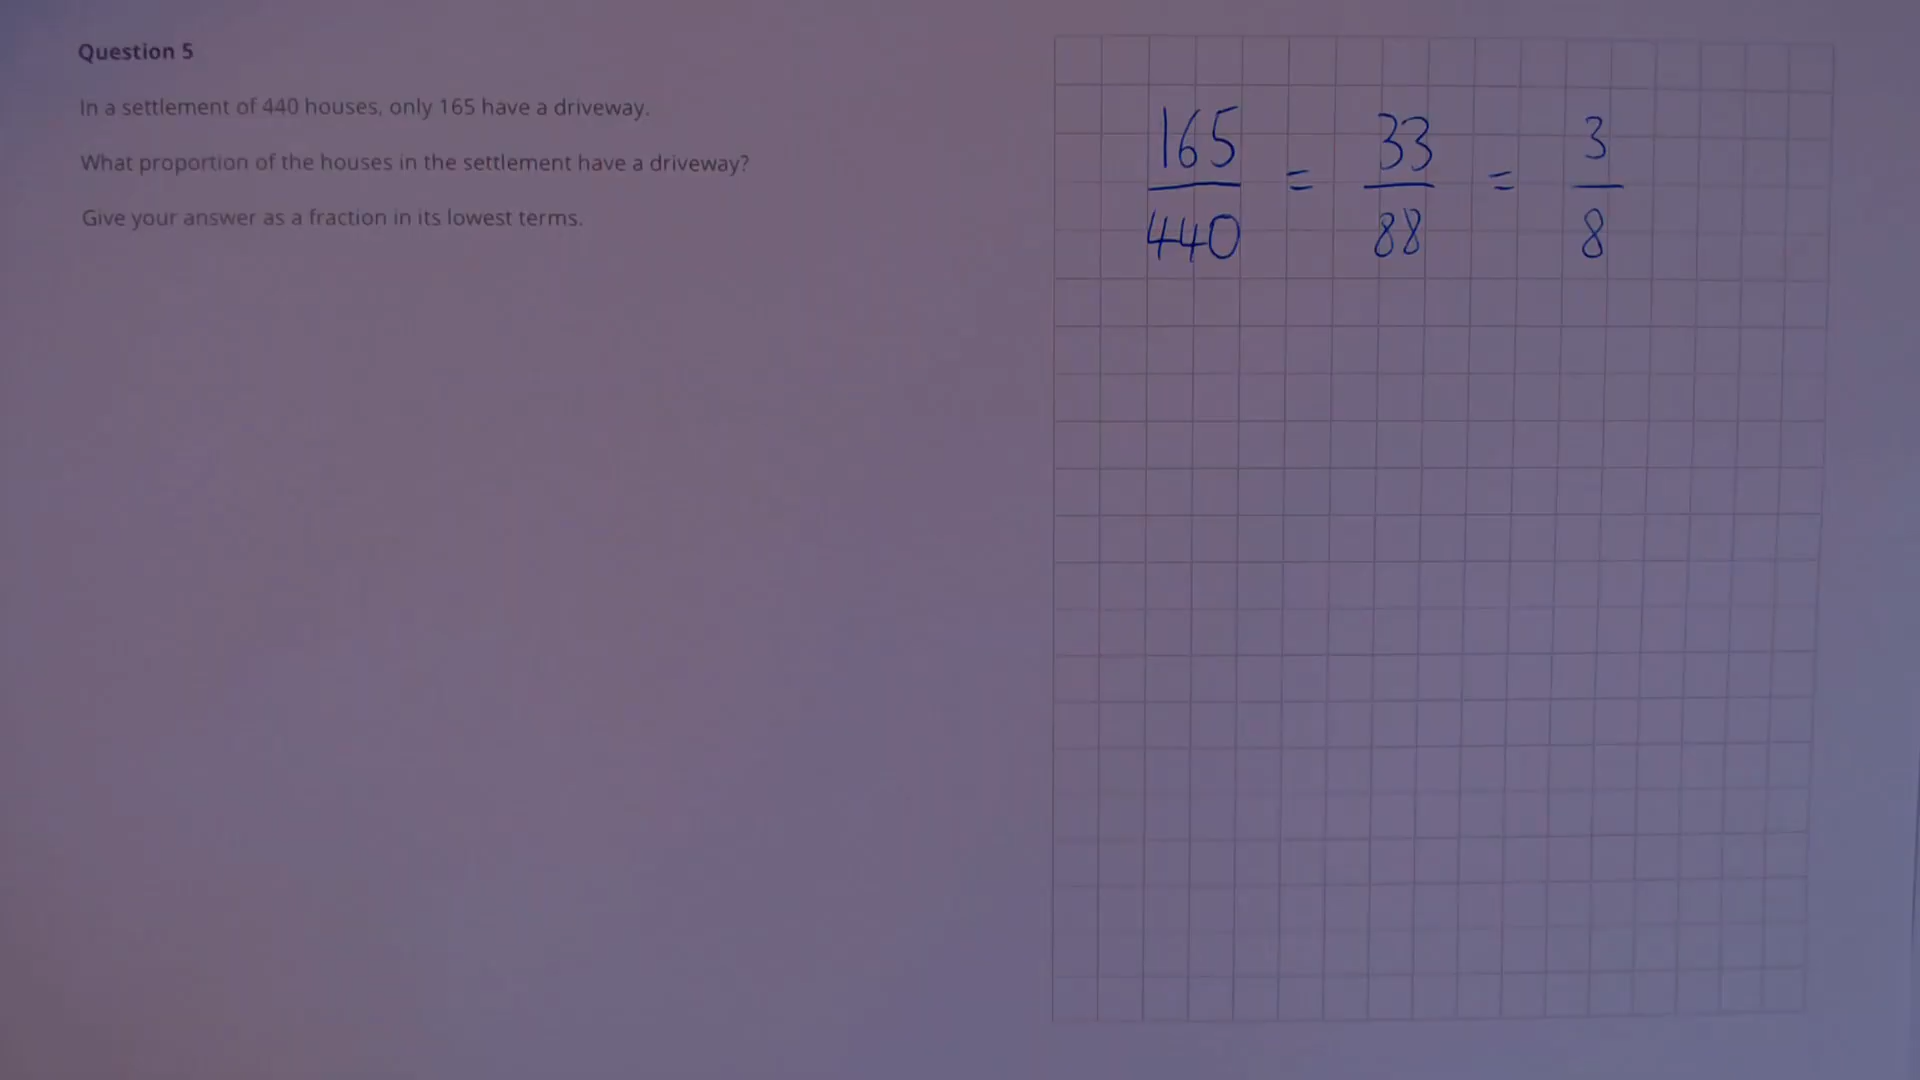 Question 5
In a settlement of 440 houses, only 165 have a driveway.
What proportion of the houses in the settlement have a driveway?
Give your answer as a fraction in its lowest terms.
165/440 = 33/88 = 3/8